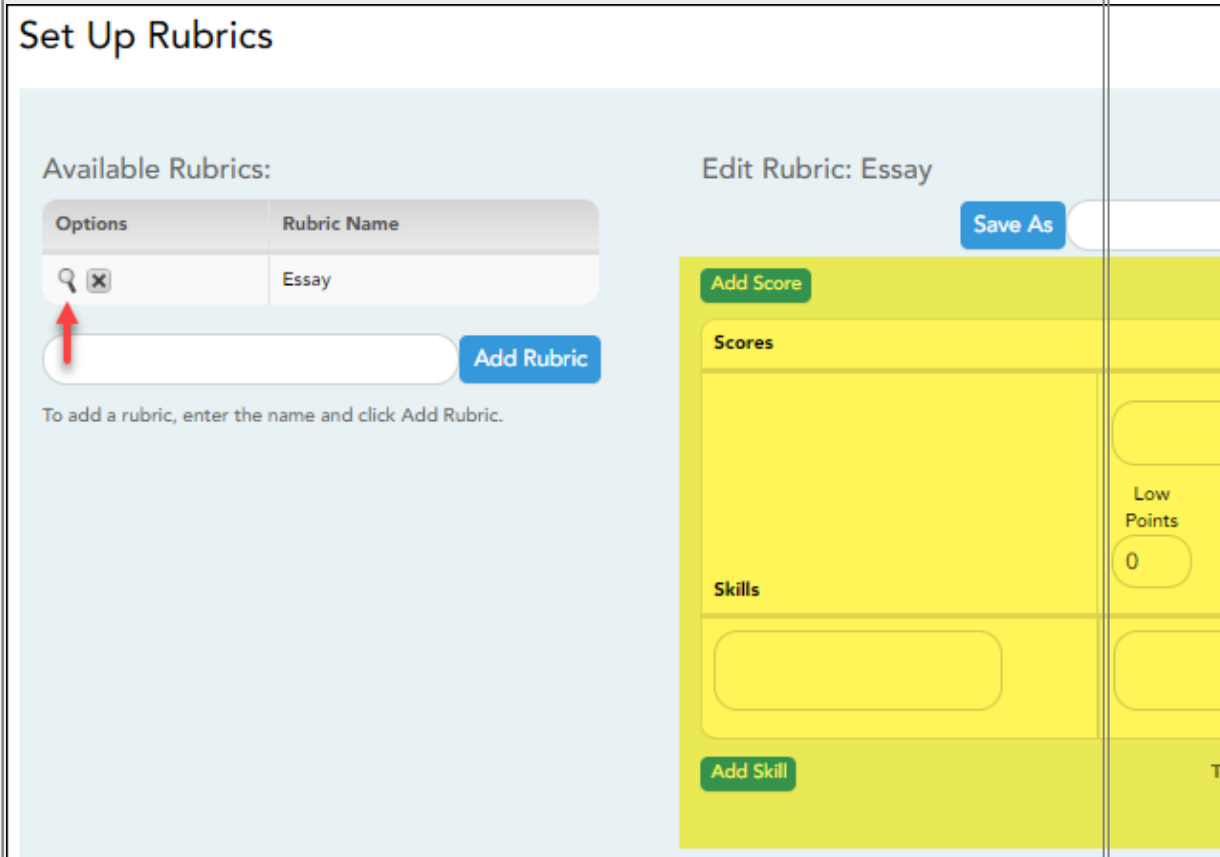 Set Up Rubrics
Available Rubrics:
Options Rubric Name
Essay
Add Rubric
To add a rubric, enter the name and click Add Rubric.
Edit Rubric: Essay
Save As
Add Score
Scores
Low
Points
0
Skills
Add Skill